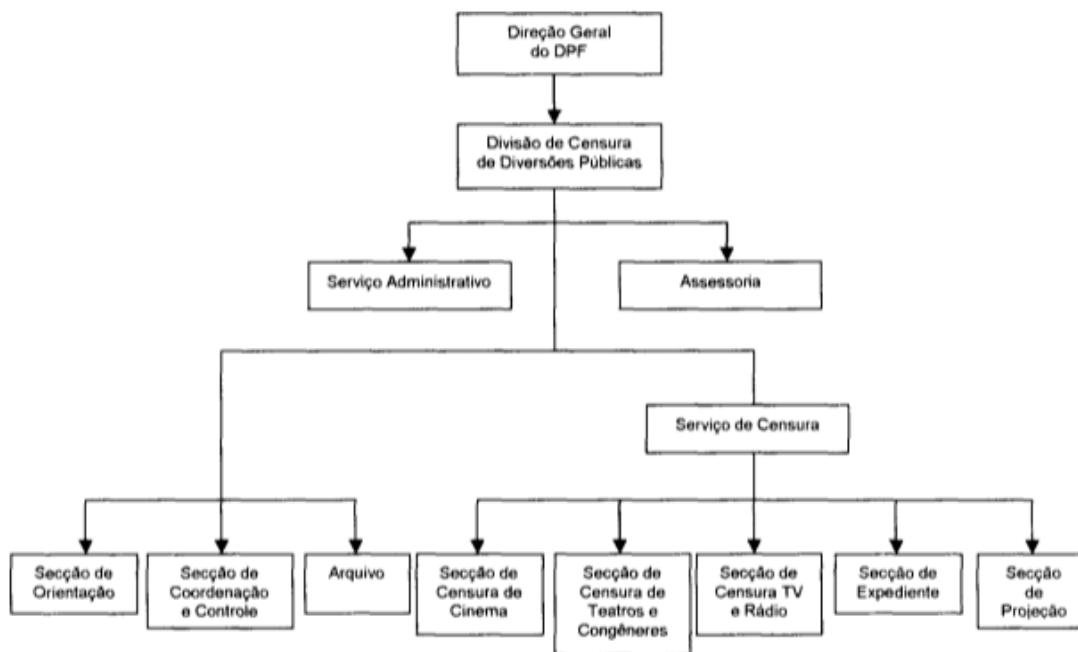 Direção Geral
do DPF
Divisão de Censura
de Diversões Públicas
Serviço Administrativo
Assessoria
Serviço de Censura
Secção de
Orientação
Secção de
Coordenação
e Controle
Arquivo
Secção de
Censura de
Cinema
Secção de
Censura de
Teatros e
Congêneres
Secção de
Censura TV
e Rádio
Secção de
Expediente
Secção
de
Projeção